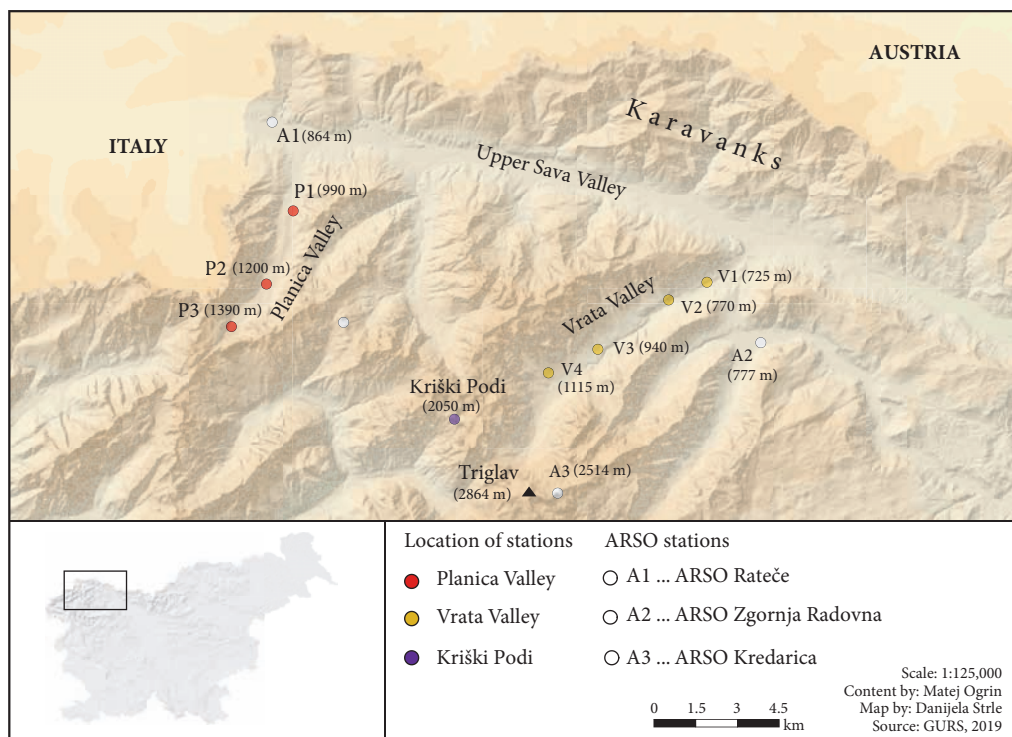 AUSTRIA
Karavanks
ITALY
A1 (864 m)
Upper Sava Valley
P1 (990 m)
Planica Valley
P2 (1200 m)
P3 (1390 m)
V1 (725 m)
Vrata Valley
V2 (770 m)
V3 (940 m)
A2
(777 m)
V4
(1115 m)
Kriški Podi
(2050 m)
Triglav
(2864 m)
A3 (2514 m)
Location of stations
Planica Valley
Vrata Valley
Kriški Podi
ARSO stations
A1 ... ARSO Rateče
A2 ... ARSO Zgornja Radovna
A3 ... ARSO Kredarica
0 1.5 3 4.5
km
Scale: 1:125,000
Content by: Matej Ogrin
Map by: Danijela Strle
Source: GURS, 2019